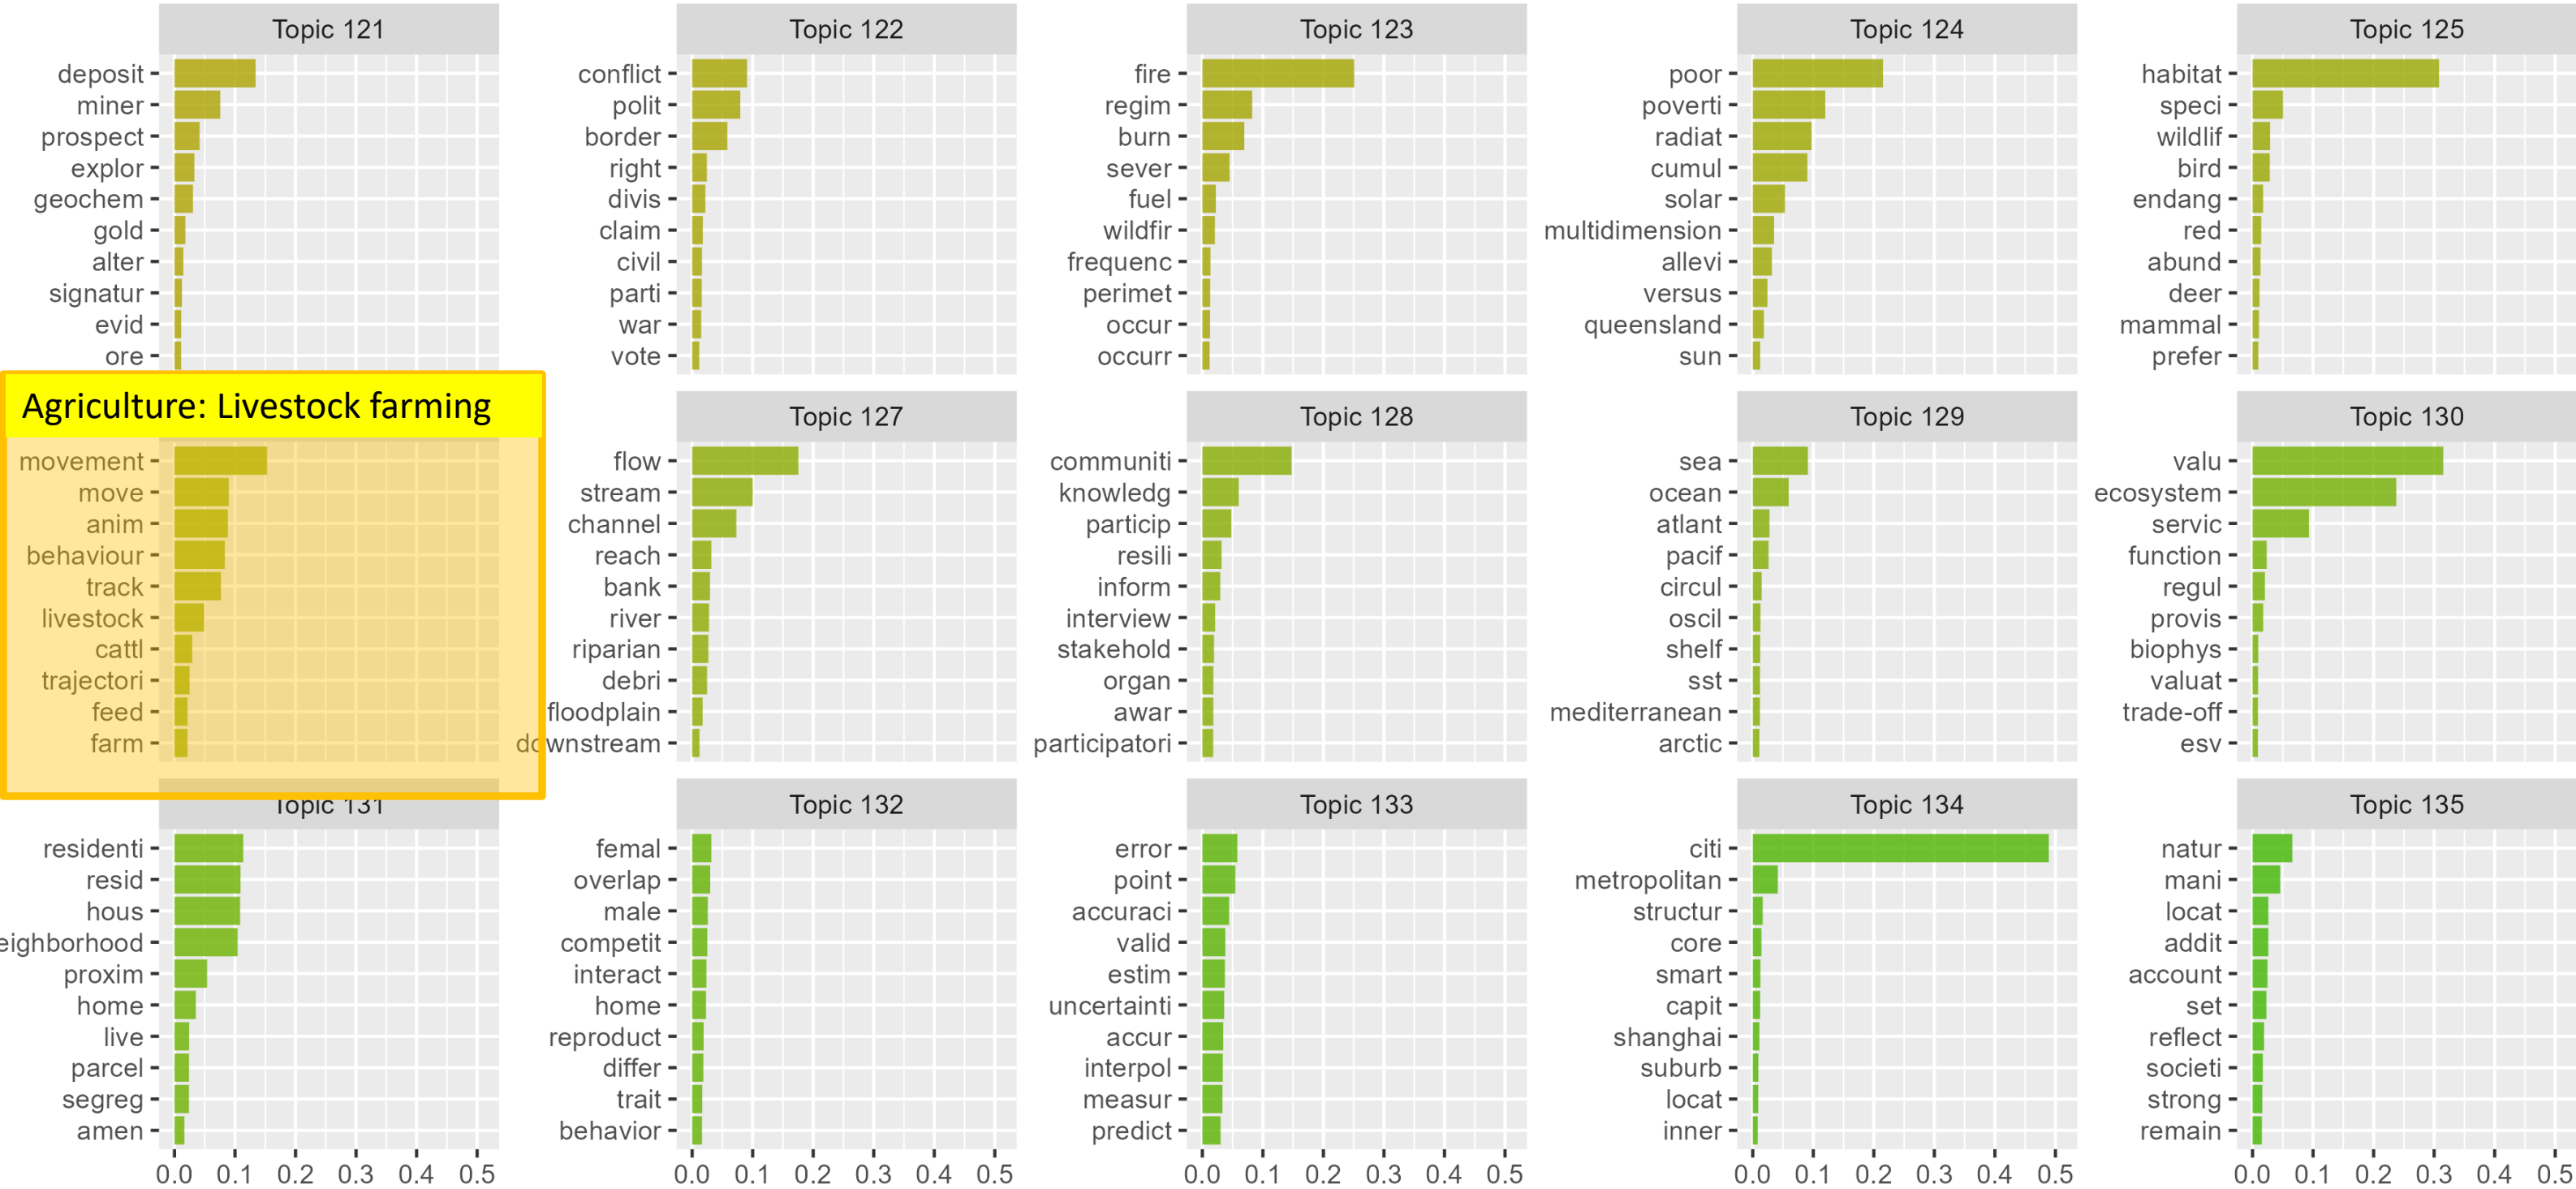 Topic 121
deposit
miner
prospect
explor
geochem
gold
alter
signatur
evid
ore
Topic 122
conflict
polit
border
right
divis
claim
civil
parti
war
vote
Topic 123
fire
regim
burn
sever
fuel
wildfir
frequenc
perimet
occur
occurr
Topic 124
poor
poverti
radiat
cumul
solar
multidimension
allevi
versus
queensland
sun
Topic 125
habitat
speci
wildlif
bird
endang
red
abund
deer
mammal
prefer
Agriculture: Livestock farming
movement
move
anim
behaviour
track
livestock
cattl
trajectori
feed
farm
Topic 127
flow
stream
channel
reach
bank
river
riparian
debri
floodplain
downstream
Topic 128
communiti
knowledg
particip
resili
inform
interview
stakehold
organ
awar
participatori
Topic 129
sea
ocean
atlant
pacif
circul
oscil
shelf
sst
mediterranean
arctic
Topic 130
valu
ecosystem
servic
function
regul
provis
biophys
valuat
trade-off
esv
Topic 131
residenti
resid
hous
eighborhood
proxim
home
live
parcel
segreg
amen
0.0 0.1 0.2 0.3 0.4 0.5
Topic 132
femal
overlap
male
competit
interact
home
reproduct
differ
trait
behavior
0.0 0.1 0.2 0.3 0.4 0.5
Topic 133
error
point
accuraci
valid
estim
uncertainti
accur
interpol
measur
predict
0.0 0.1 0.2 0.3 0.4 0.5
Topic 134
citi
metropolitan
structur
core
smart
capit
shanghai
suburb
locat
inner
0.0 0.1 0.2 0.3 0.4 0.5
Topic 135
natur
mani
locat
addit
account
set
reflect
societi
strong
remain
0.0 0.1 0.2 0.3 0.4 0.5